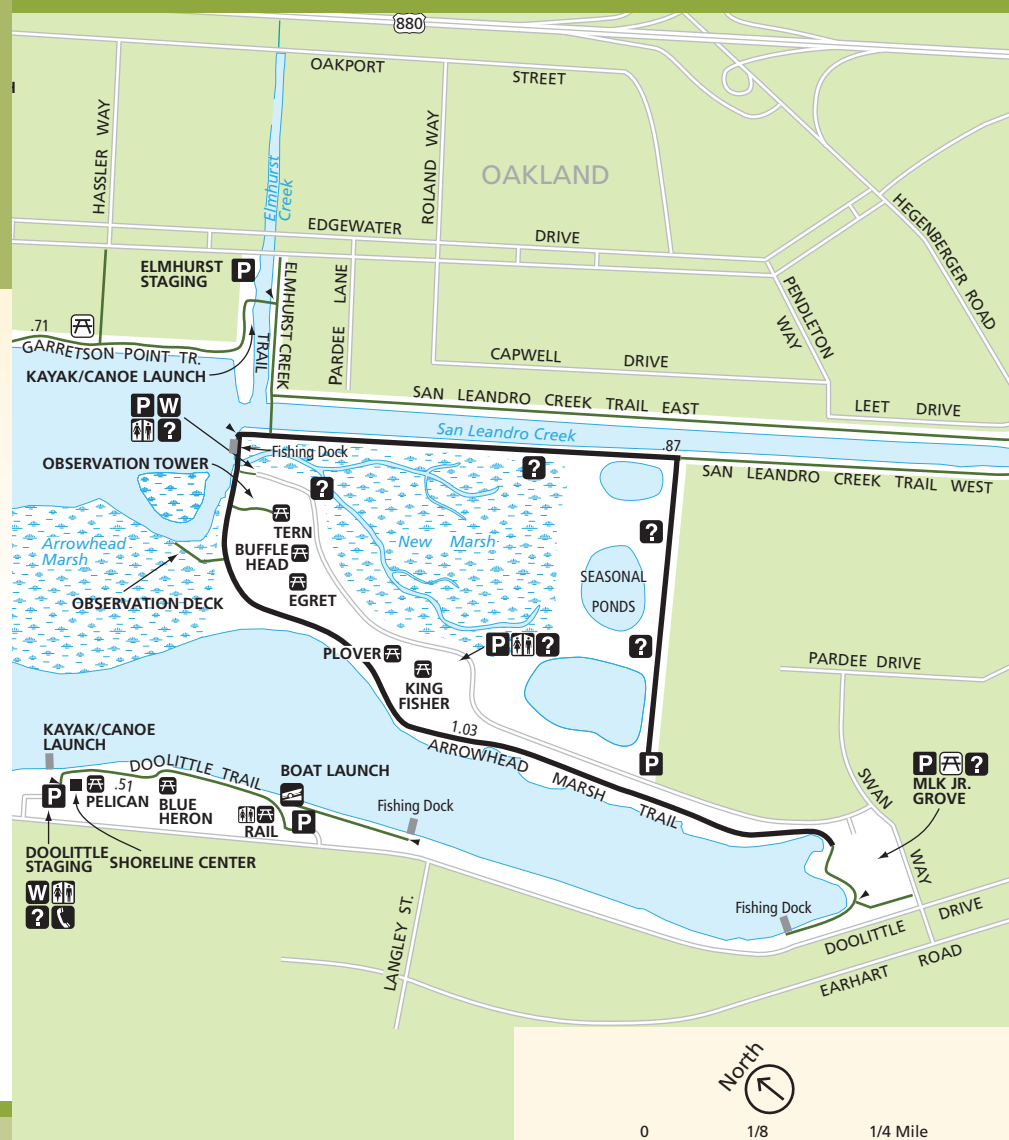 880
OAKPORT STREET
HASSLER WAY
ROLAND WAY
OAKLAND
Elmhurst
Creek
EDGEWATER DRIVE
HEGENBERGER ROAD
ELMHURST
STAGING
P
ELMHURST CREEK
TRAIL
PARDEE LANE
PENDLETON
WAY
.71
GARRETSON POINT TR.
KAYAK/CANOE LAUNCH
CAPWELL DRIVE
SAN LEANDRO CREEK TRAIL EAST
LEET DRIVE
P W
?
San Leandro Creek
.87
Fishing Dock
OBSERVATION TOWER
?
SAN LEANDRO CREEK TRAIL WEST
?
TERN
Arrowhead
Marsh
New Marsh
?
BUFFLE
HEAD
SEASONAL
PONDS
EGRET
OBSERVATION DECK
P ?
?
PLOVER
PARDEE DRIVE
KING
FISHER
1.03
ARROWHEAD MARSH TRAIL
P
KAYAK/CANOE
LAUNCH
DOOLITTLE TRAIL
BOAT LAUNCH
P
.51
PELICAN
BLUE
HERON
RAIL
P
Fishing Dock
SWAN
WAY
P ?
MLK JR.
GROVE
DOOLITTLE
STAGING
SHORELINE CENTER
W
?
LANGLEY ST.
Fishing Dock
DOOLITTLE DRIVE
EARHART ROAD
North
0 1/8 1/4 Mile